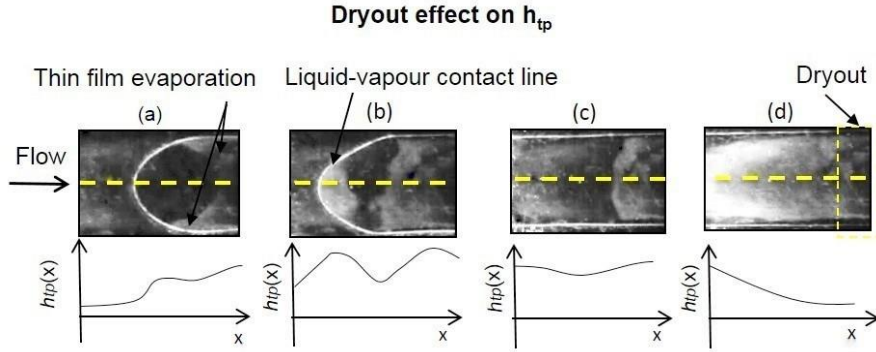 Dryout effect on htp
Thin film evaporation
Liquid-vapour contact line
Dryout
(a)
(b)
(c)
(d)
Flow
htp(x)
x
htp(x)
x
htp(x)
x
htp(x)
x